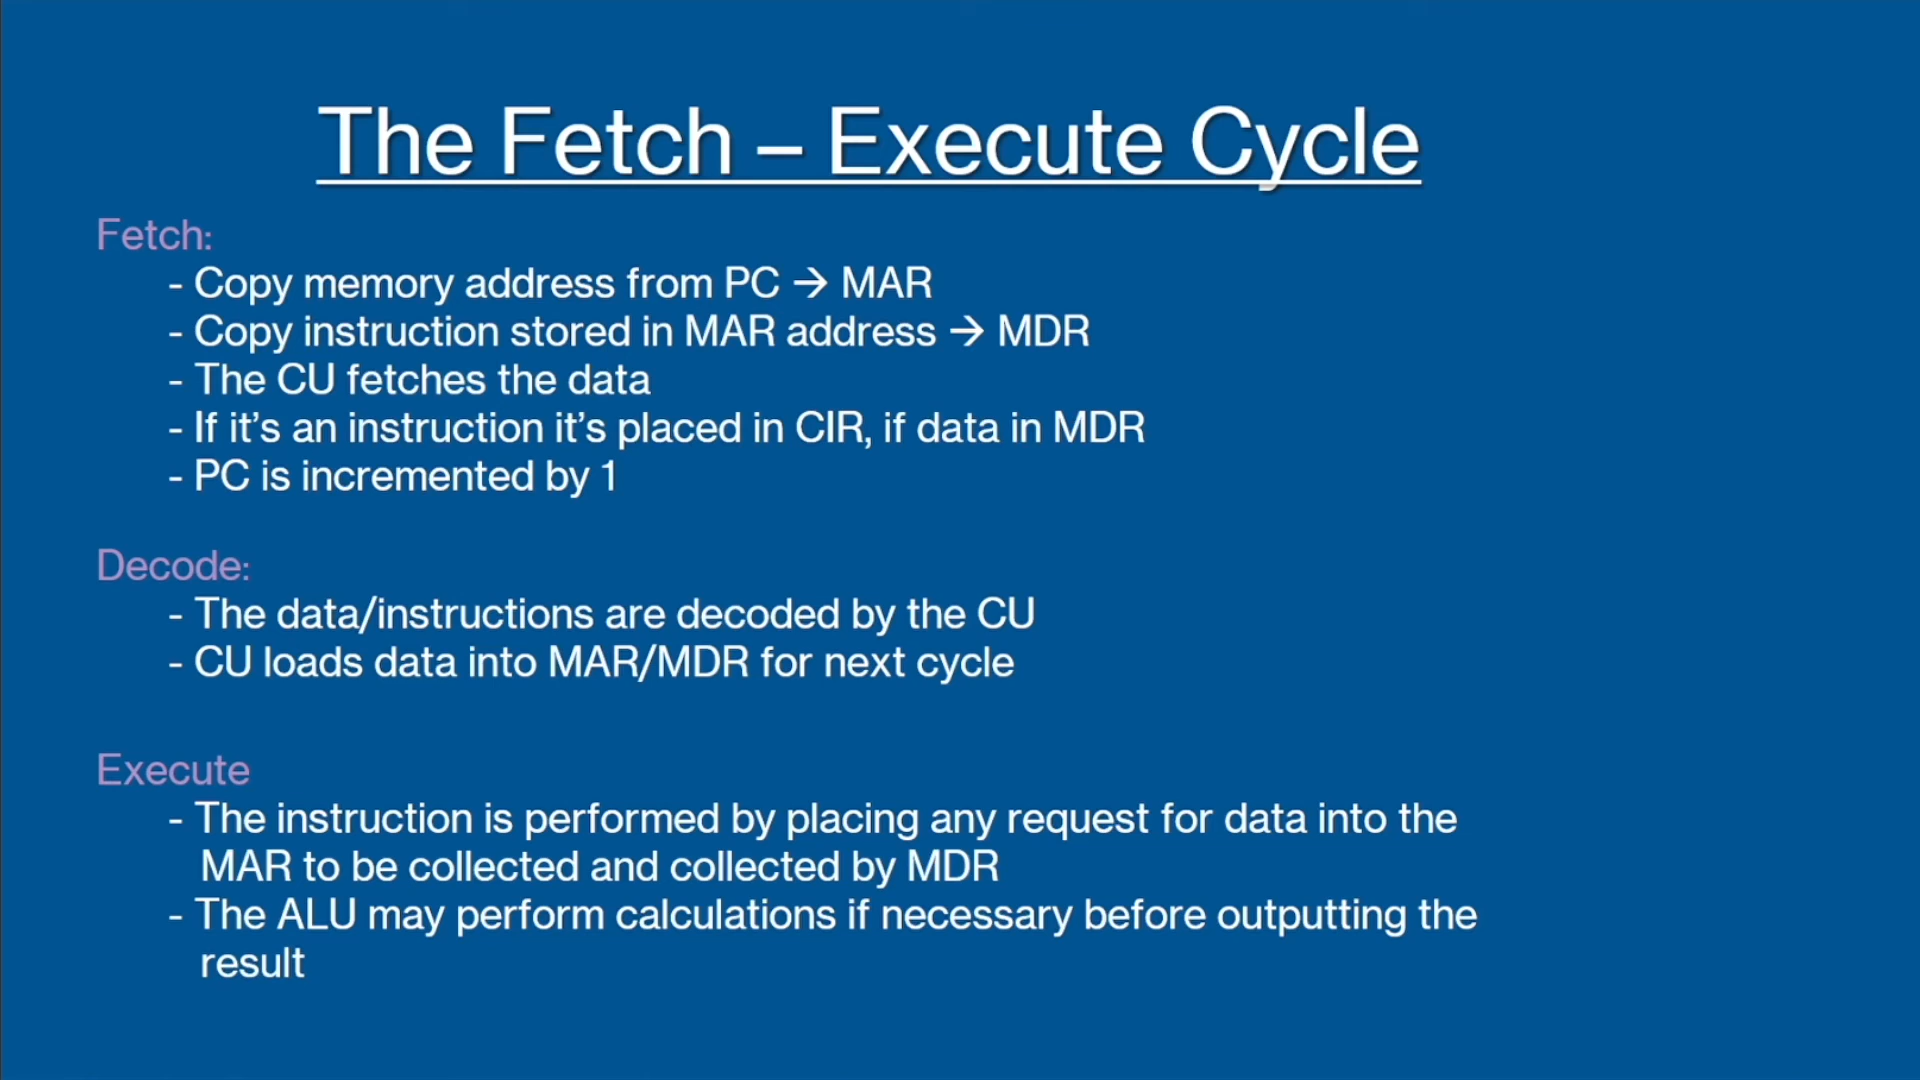 The Fetch – Execute Cycle
Fetch:
- Copy memory address from PC → MAR
- Copy instruction stored in MAR address → MDR
- The CU fetches the data
- If it’s an instruction it’s placed in CIR, if data in MDR
- PC is incremented by 1
Decode:
- The data/instructions are decoded by the CU
- CU loads data into MAR/MDR for next cycle
Execute
- The instruction is performed by placing any request for data into the
MAR to be collected and collected by MDR
- The ALU may perform calculations if necessary before outputting the
result